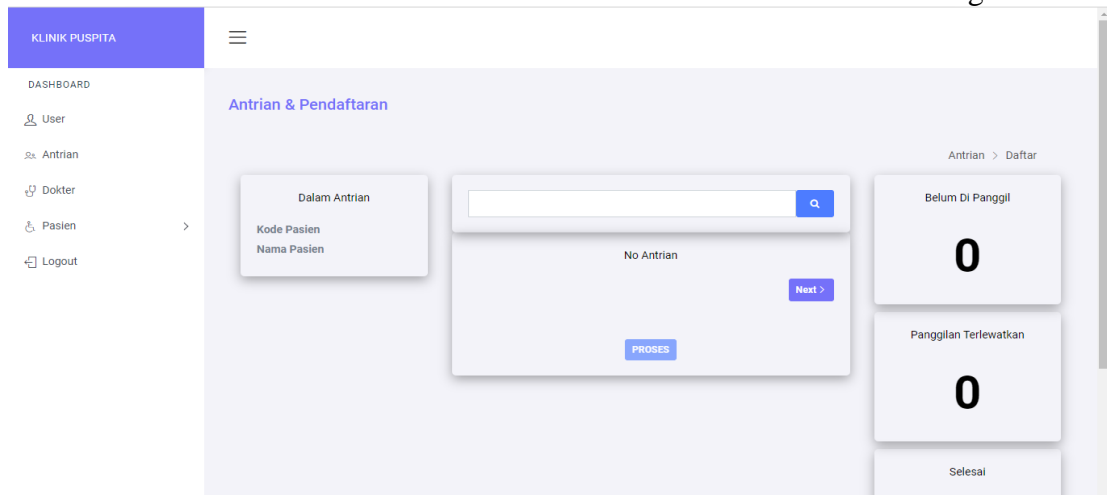 KLINIK PUSPITA
DASHBOARD
User
Antrian
Dokter
Pasien
Logout
Antrian & Pendaftaran
Antrian > Daftar
Dalam Antrian
Kode Pasien
Nama Pasien
No Antrian
Next >
PROSES
Belum Di Panggil
0
Panggilan Terlewatkan
0
Selesai